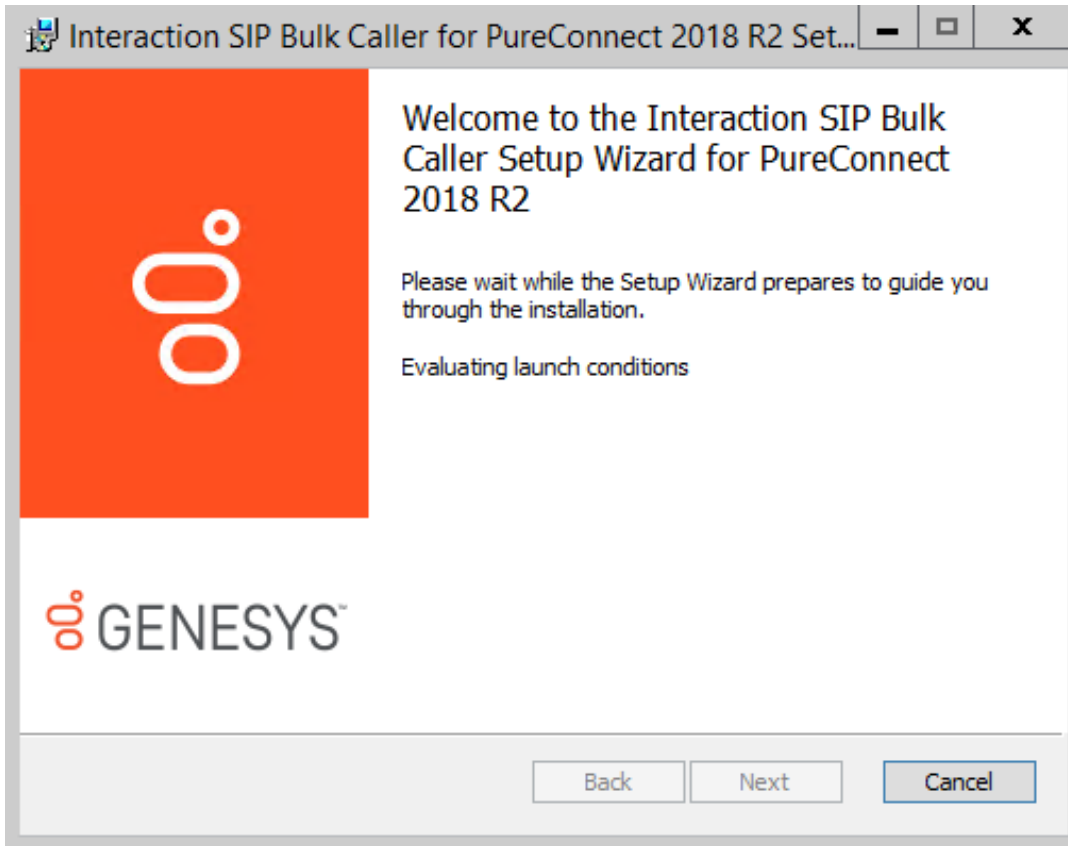 Interaction SIP Bulk Caller for PureConnect 2018 R2 Set...
Welcome to the Interaction SIP Bulk
Caller Setup Wizard for PureConnect
2018 R2
Please wait while the Setup Wizard prepares to guide you
through the installation.
Evaluating launch conditions
GENESYS™
Back Next Cancel